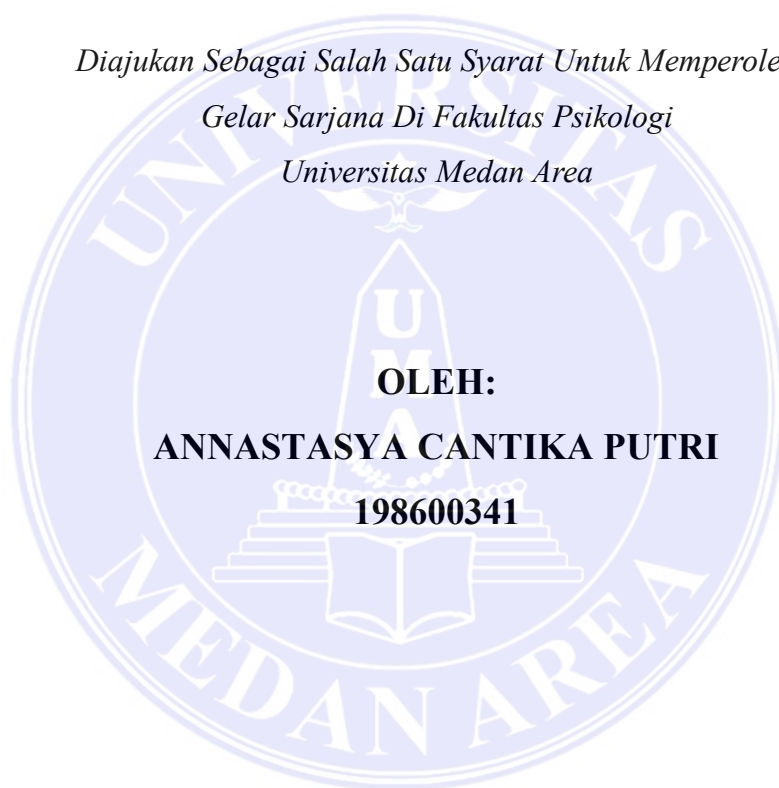 Diajukan Sebagai Salah Satu Syarat Untuk Memperole
Gelar Sarjana Di Fakultas Psikologi
Universitas Medan Area
UNIVERSITAS
UMA
OLEH:
ANNASTASYA CANTIKA PUTRI
198600341
MEDAN AREA